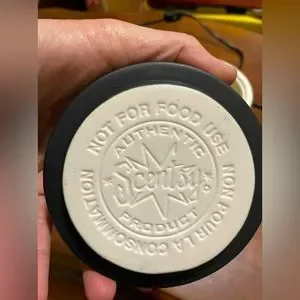 NOT FOR FOOD USE
AUTHENTIC
Scentsy
PRODUCT
NON POUR LA CONSOMMATION